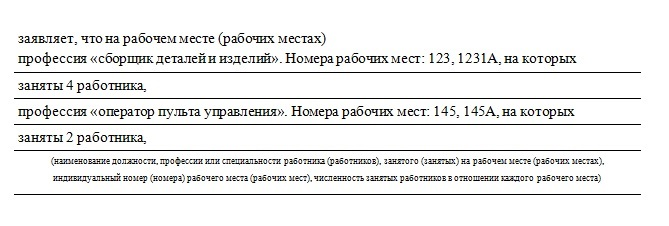 заявляет, что на рабочем месте (рабочих местах)
профессия «сборщик деталей и изделий». Номера рабочих мест: 123, 1231А, на которых
заняты 4 работника,
профессия «оператор пульта управления». Номера рабочих мест: 145, 145А, на которых
заняты 2 работника,
(наименование должности, профессии или специальности работника (работников), занятого (занятых) на рабочем месте (рабочих местах),
индивидуальный номер (номера) рабочего места (рабочих мест), численность занятых работников в отношении каждого рабочего места)